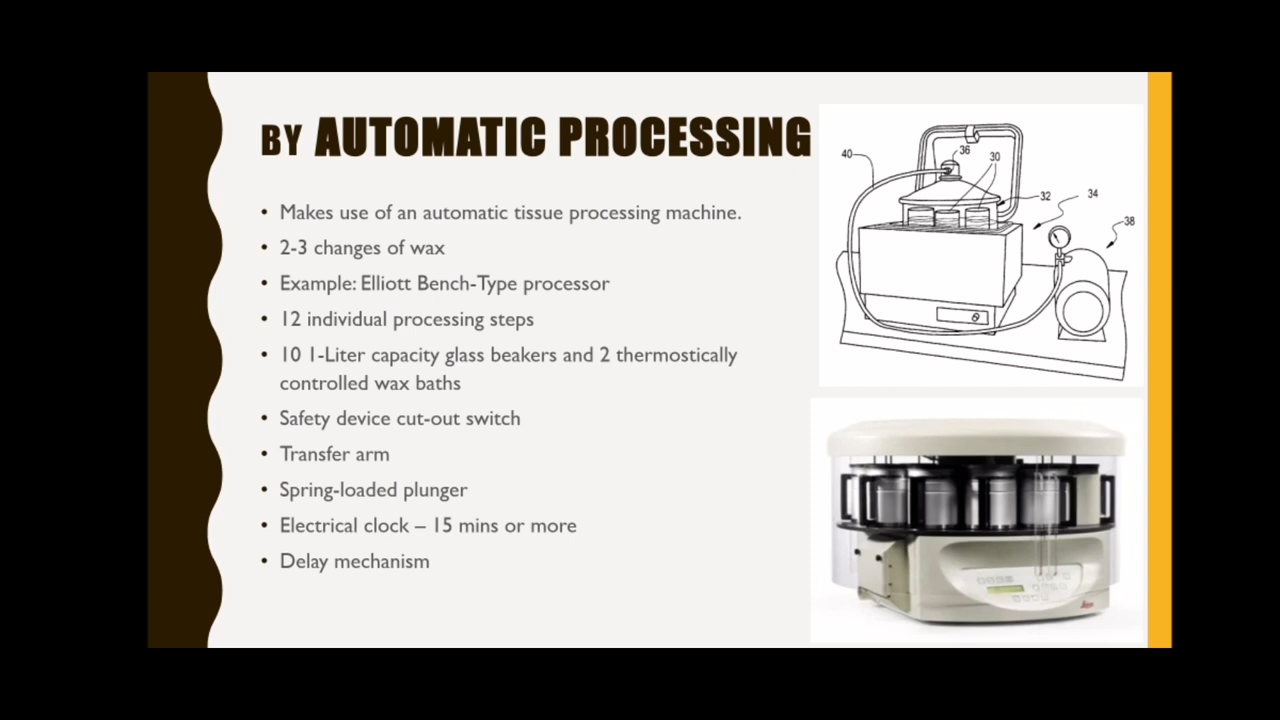 BY AUTOMATIC PROCESSING
• Makes use of an automatic tissue processing machine.
• 2-3 changes of wax
• Example: Elliott Bench-Type processor
• 12 individual processing steps
• 10 1-Liter capacity glass beakers and 2 thermostically
controlled wax baths
• Safety device cut-out switch
• Transfer arm
• Spring-loaded plunger
• Electrical clock – 15 mins or more
• Delay mechanism
40
36
30
32
34
38
Leica